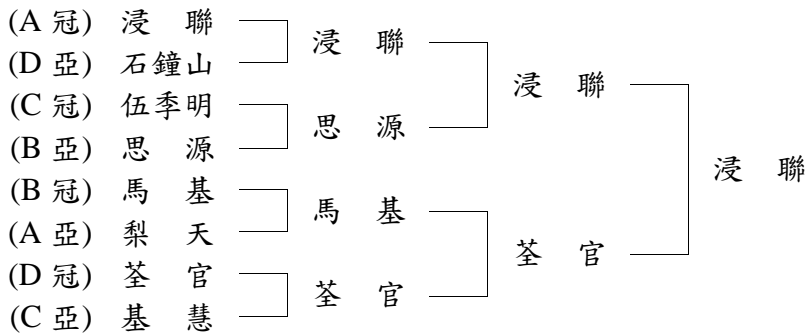 (A 冠) 浸 聯
(D 亞) 石鐘山
(C 冠) 伍季明
(B 亞) 思 源
(B 冠) 馬 基
(A 亞) 梨 天
(D 冠) 荃 官
(C 亞) 基 慧
浸 聯
思 源
馬 基
荃 官
浸 聯
荃 官
浸 聯